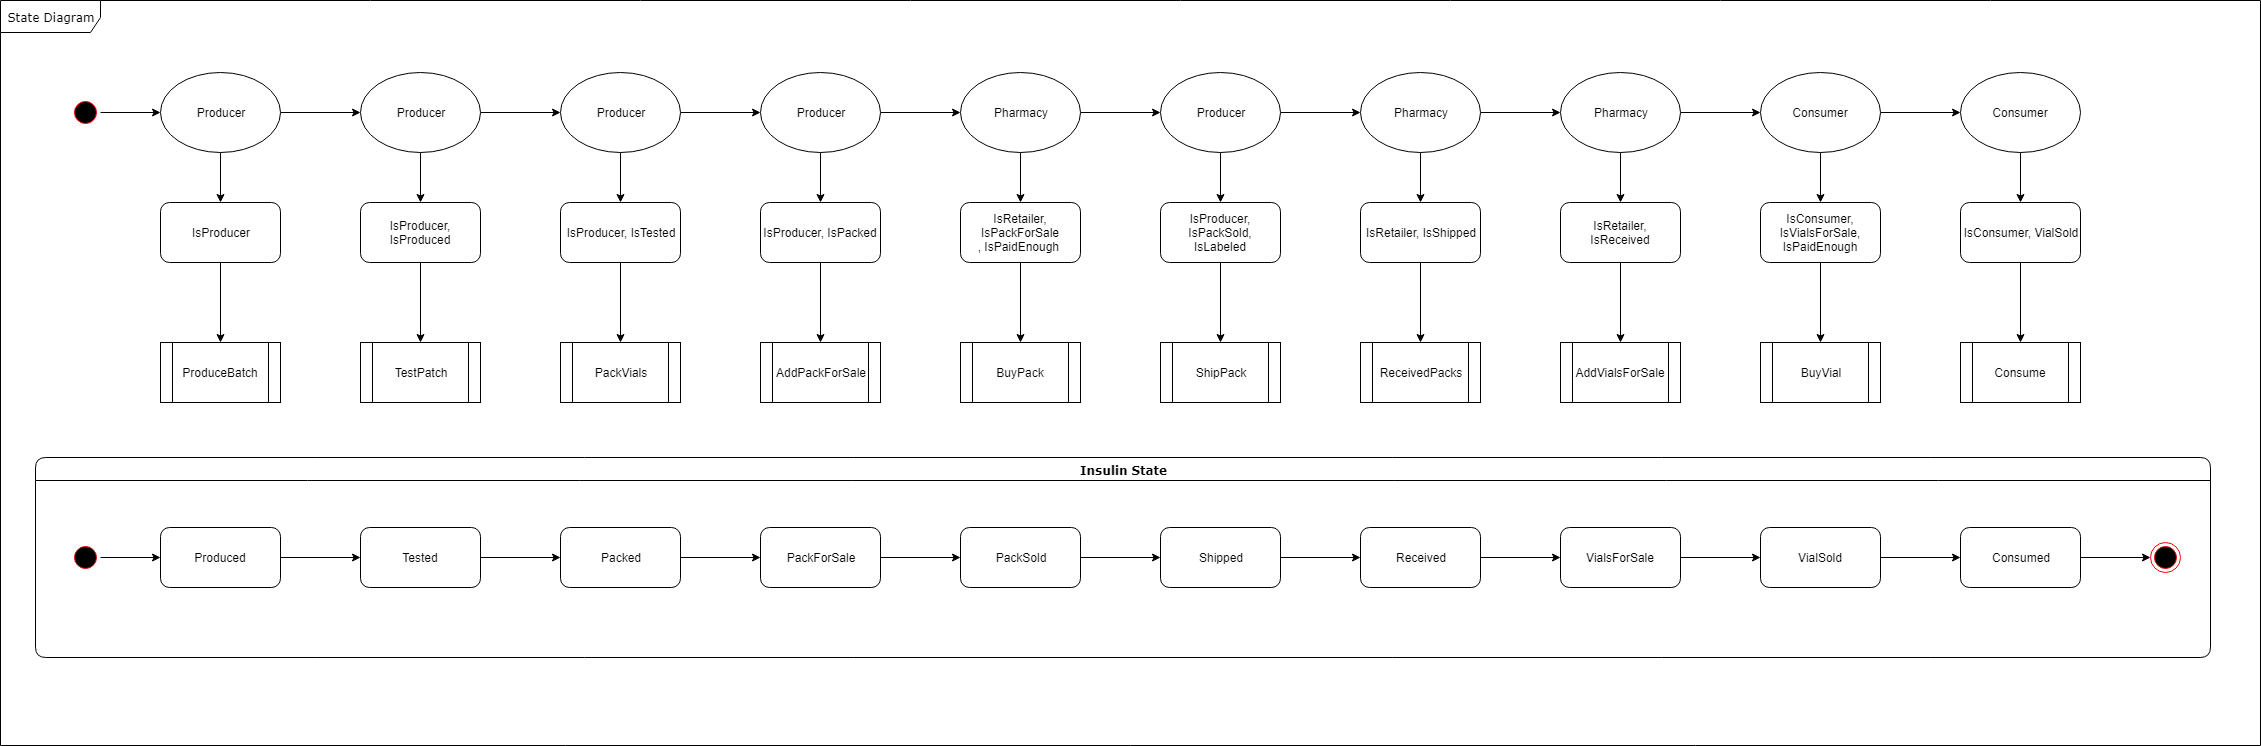 State Diagram
Producer
Producer
Producer
Producer
Pharmacy
Producer
Pharmacy
Pharmacy
Consumer
Consumer
IsProducer
IsProducer,
IsProduced
IsProducer, IsTested
IsProducer, IsPacked
IsRetailer,
IsPackForSale
, IsPaidEnough
IsProducer,
IsPackSold,
IsLabeled
IsRetailer, IsShipped
IsRetailer,
IsReceived
IsConsumer,
IsVialsForSale,
IsPaidEnough
IsConsumer, VialSold
ProduceBatch
TestPatch
PackVials
AddPackForSale
BuyPack
ShipPack
ReceivedPacks
AddVialsForSale
BuyVial
Consume
Insulin State
Produced
Tested
Packed
PackForSale
PackSold
Shipped
Received
VialsForSale
VialSold
Consumed